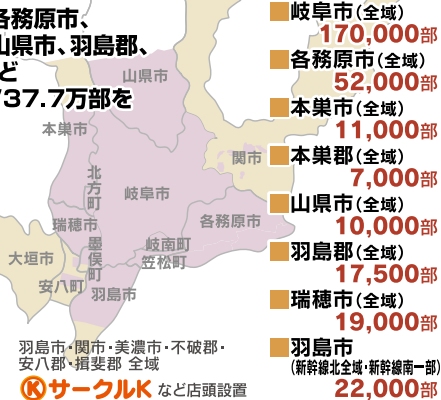 各務原市、
山県市、羽島郡、
ど
37.7万部を
岐阜市(全域)
170,000部
各務原市(全域)
52,000部
本巣市(全域)
11,000部
本巣郡(全域)
7,000部
山県市(全域)
10,000部
羽島郡(全域)
17,500部
瑞穂市(全域)
19,000部
羽島市
(新幹線北全域・新幹線南一部)
22,000部
山県市
本巣市
関市
北方町
岐阜市
各務原市
瑞穂市
墨俣町
岐南町
笠松町
大垣市
安八町
羽島市
羽島市・関市・美濃市・不破郡・
安八郡・揖斐郡 全域
K サークルK など店頭設置